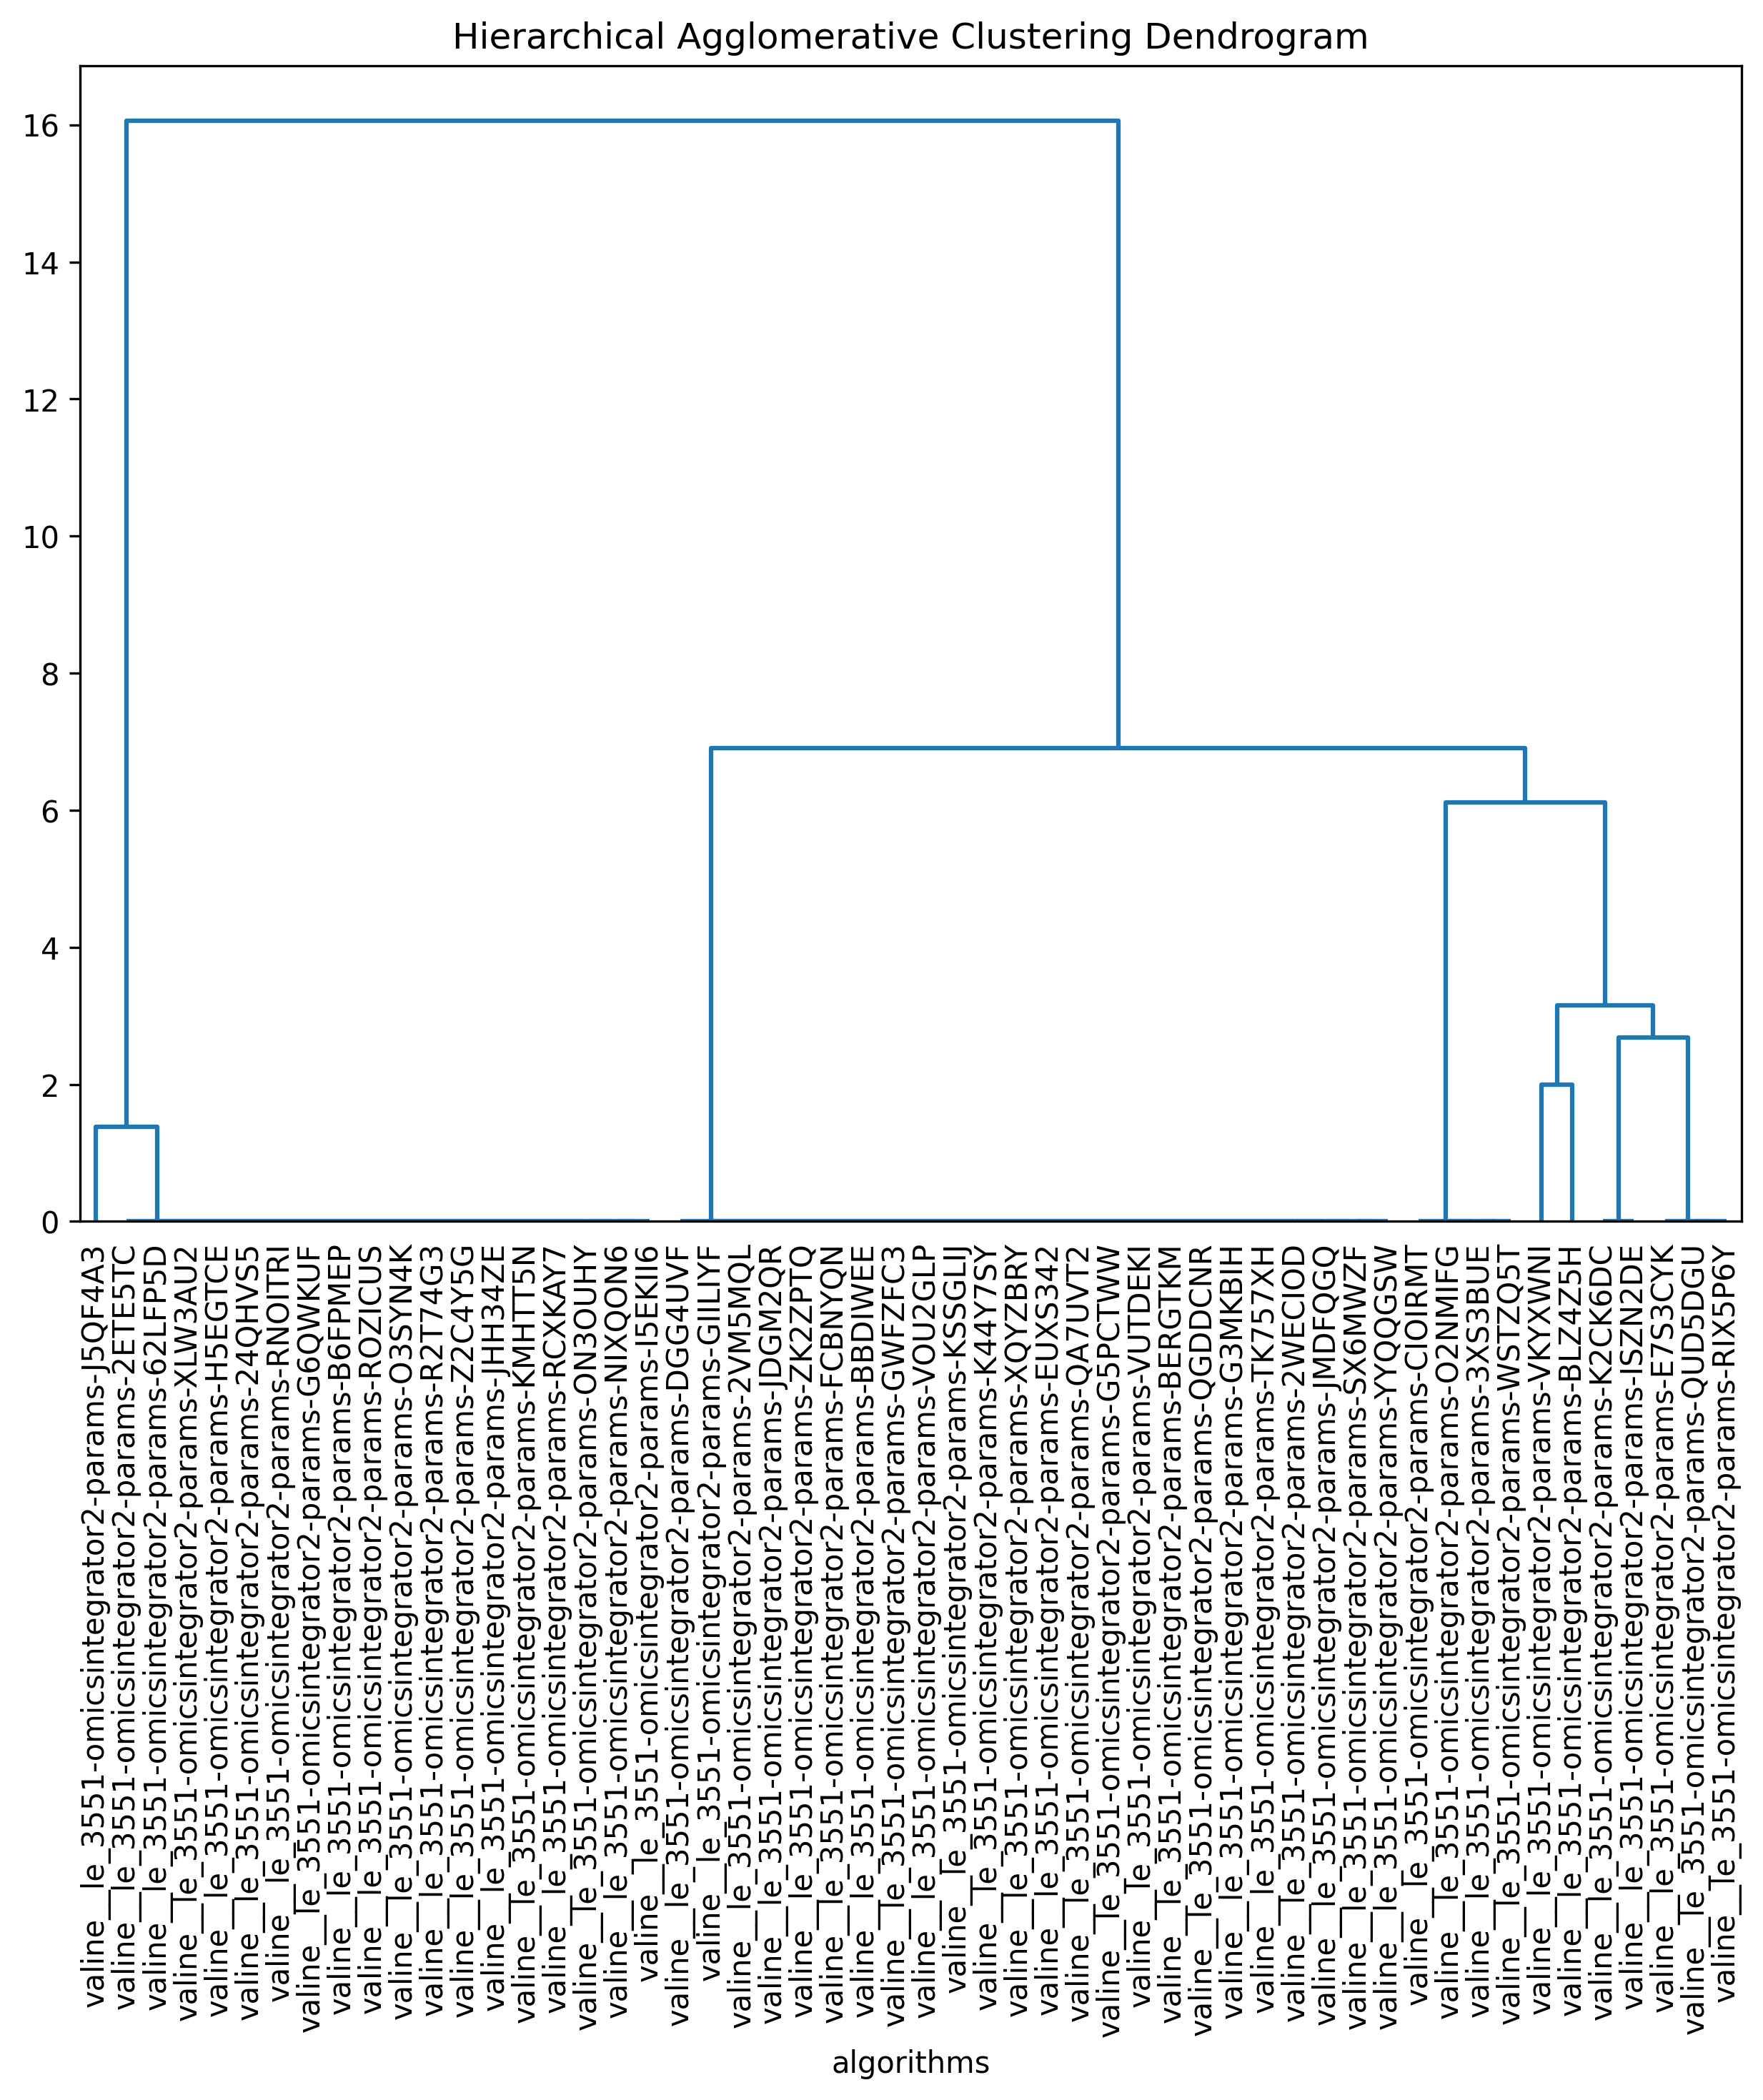 Hierarchical Agglomerative Clustering Dendrogram
16
14
12
10
8
6
4
2
0
valine__le_3551-omicsintegrator2-params-J5QF4A3
valine__le_3551-omicsintegrator2-params-2ETE5TC
valine__le_3551-omicsintegrator2-params-62LFP5D
valine__le_3551-omicsintegrator2-params-XLW3AU2
valine__le_3551-omicsintegrator2-params-H5EGTCE
valine__le_3551-omicsintegrator2-params-24QHVS5
valine__le_3551-omicsintegrator2-params-RNOITRI
valine__le_3551-omicsintegrator2-params-G6QWKUF
valine__le_3551-omicsintegrator2-params-B6FPMEP
valine__le_3551-omicsintegrator2-params-ROZICUS
valine__le_3551-omicsintegrator2-params-O3SYN4K
valine__le_3551-omicsintegrator2-params-R2T74G3
valine__le_3551-omicsintegrator2-params-Z2C4Y5G
valine__le_3551-omicsintegrator2-params-JHH34ZE
valine__le_3551-omicsintegrator2-params-KMHTT5N
valine__le_3551-omicsintegrator2-params-RCXKAY7
valine__le_3551-omicsintegrator2-params-ON3OUHY
valine__le_3551-omicsintegrator2-params-NIXQON6
valine__le_3551-omicsintegrator2-params-I5EKII6
valine__le_3551-omicsintegrator2-params-DGG4UVF
valine__le_3551-omicsintegrator2-params-GIILIYF
valine__le_3551-omicsintegrator2-params-2VM5MQL
valine__le_3551-omicsintegrator2-params-JDGM2QR
valine__le_3551-omicsintegrator2-params-ZK2ZPTQ
valine__le_3551-omicsintegrator2-params-FCBNYQN
valine__le_3551-omicsintegrator2-params-BBDIWEE
valine__le_3551-omicsintegrator2-params-GWFZFC3
valine__le_3551-omicsintegrator2-params-VOU2GLP
valine__le_3551-omicsintegrator2-params-KSSGLIJ
valine__le_3551-omicsintegrator2-params-K44Y7SY
valine__le_3551-omicsintegrator2-params-XQYZBRY
valine__le_3551-omicsintegrator2-params-EUXS342
valine__le_3551-omicsintegrator2-params-QA7UVT2
valine__le_3551-omicsintegrator2-params-G5PCTWW
valine__le_3551-omicsintegrator2-params-VUTDEKI
valine__le_3551-omicsintegrator2-params-BERGTKM
valine__le_3551-omicsintegrator2-params-QGDDCNR
valine__le_3551-omicsintegrator2-params-G3MKBIH
valine__le_3551-omicsintegrator2-params-TK757XH
valine__le_3551-omicsintegrator2-params-2WECIOD
valine__le_3551-omicsintegrator2-params-JMDFQGQ
valine__le_3551-omicsintegrator2-params-SX6MWZF
valine__le_3551-omicsintegrator2-params-YYQQGSW
valine__le_3551-omicsintegrator2-params-CIOIRMT
valine__le_3551-omicsintegrator2-params-O2NMIFG
valine__le_3551-omicsintegrator2-params-3XS3BUE
valine__le_3551-omicsintegrator2-params-WSTZQ5T
valine__le_3551-omicsintegrator2-params-VKYXWNI
valine__le_3551-omicsintegrator2-params-BLZ4Z5H
valine__le_3551-omicsintegrator2-params-K2CK6DC
valine__le_3551-omicsintegrator2-params-ISZN2DE
valine__le_3551-omicsintegrator2-params-E7S3CYK
valine__le_3551-omicsintegrator2-params-QUD5DGU
valine__le_3551-omicsintegrator2-params-RIX5P6Y
algorithms